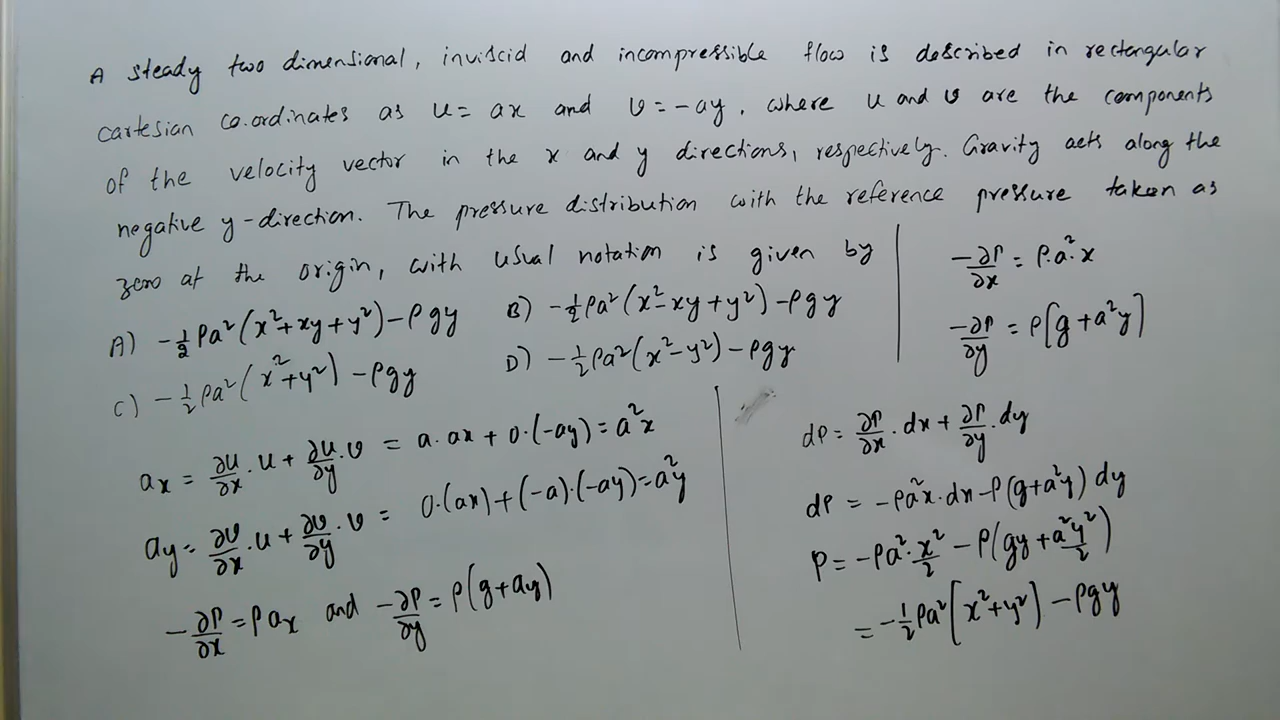 A steady two dimensional, inviscid and incompressible flow is described in rectangular
cartesian co.ordinates as u = ax and v = -ay, where u and v are the components
of the velocity vector in the x and y directions, respectively. Gravity acts along the
negative y-direction. The pressure distribution with the reference pressure taken as
zero at the origin, with usual notation is given by
A) -½ρa²(x²+xy+y²) - ρgy B) -½ρa²(x²-xy+y²) - ρgy
C) -½ρa²(x²+y²) - ρgy D) -½ρa²(x²-y²) - ρgy
-∂P/∂x = ρ.a².x
-∂P/∂y = ρ[g + a²y]
ax = ∂u/∂x . u + ∂u/∂y . v = a.ax + 0.(-ay) = a²x
ay = ∂v/∂x . u + ∂v/∂y . v = 0.(ax) + (-a).(-ay) = a²y
-∂P/∂x = ρax and -∂P/∂y = ρ(g + ay)
dP = ∂P/∂x . dx + ∂P/∂y . dy
dP = -ρa²x.dx - ρ(g + a²y) dy
P = -ρa². x²/2 - ρ(gy + a²y²/2)
= -½ρa²[x²+y²] - ρgy